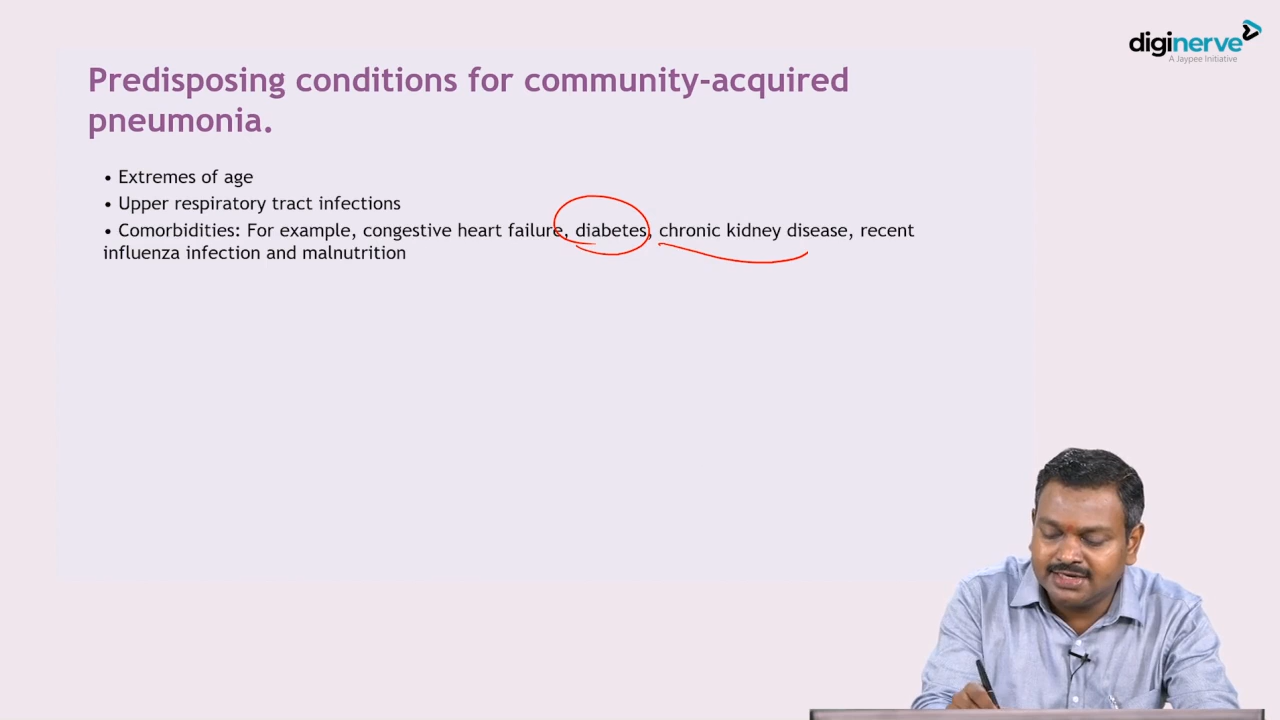 diginerve
A Jaypee Initiative
Predisposing conditions for community-acquired
pneumonia.
• Extremes of age
• Upper respiratory tract infections
• Comorbidities: For example, congestive heart failure, diabetes, chronic kidney disease, recent
influenza infection and malnutrition